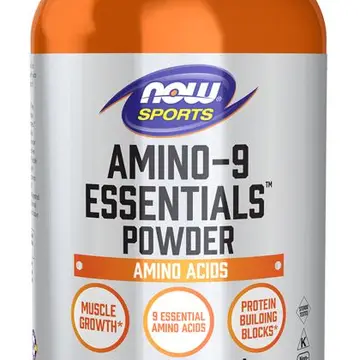 NOW
SPORTS
AMINO-9
ESSENTIALS™
POWDER
AMINO ACIDS
MUSCLE
GROWTH*
9 ESSENTIAL
AMINO ACIDS
PROTEIN
BUILDING
BLOCKS*
K